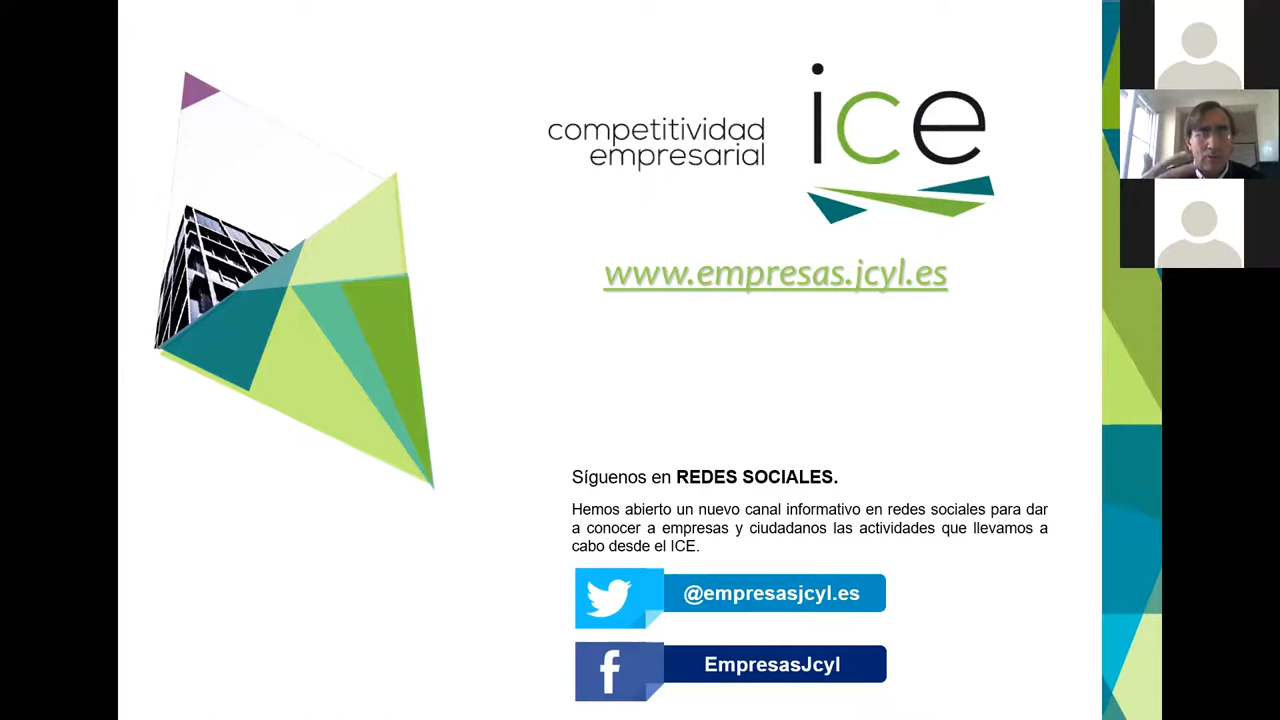 competitividad
empresarial
ice
www.empresas.jcyl.es
Síguenos en REDES SOCIALES.
Hemos abierto un nuevo canal informativo en redes sociales para dar
a conocer a empresas y ciudadanos las actividades que llevamos a
cabo desde el ICE.
@empresasjcyl.es
EmpresasJcyl